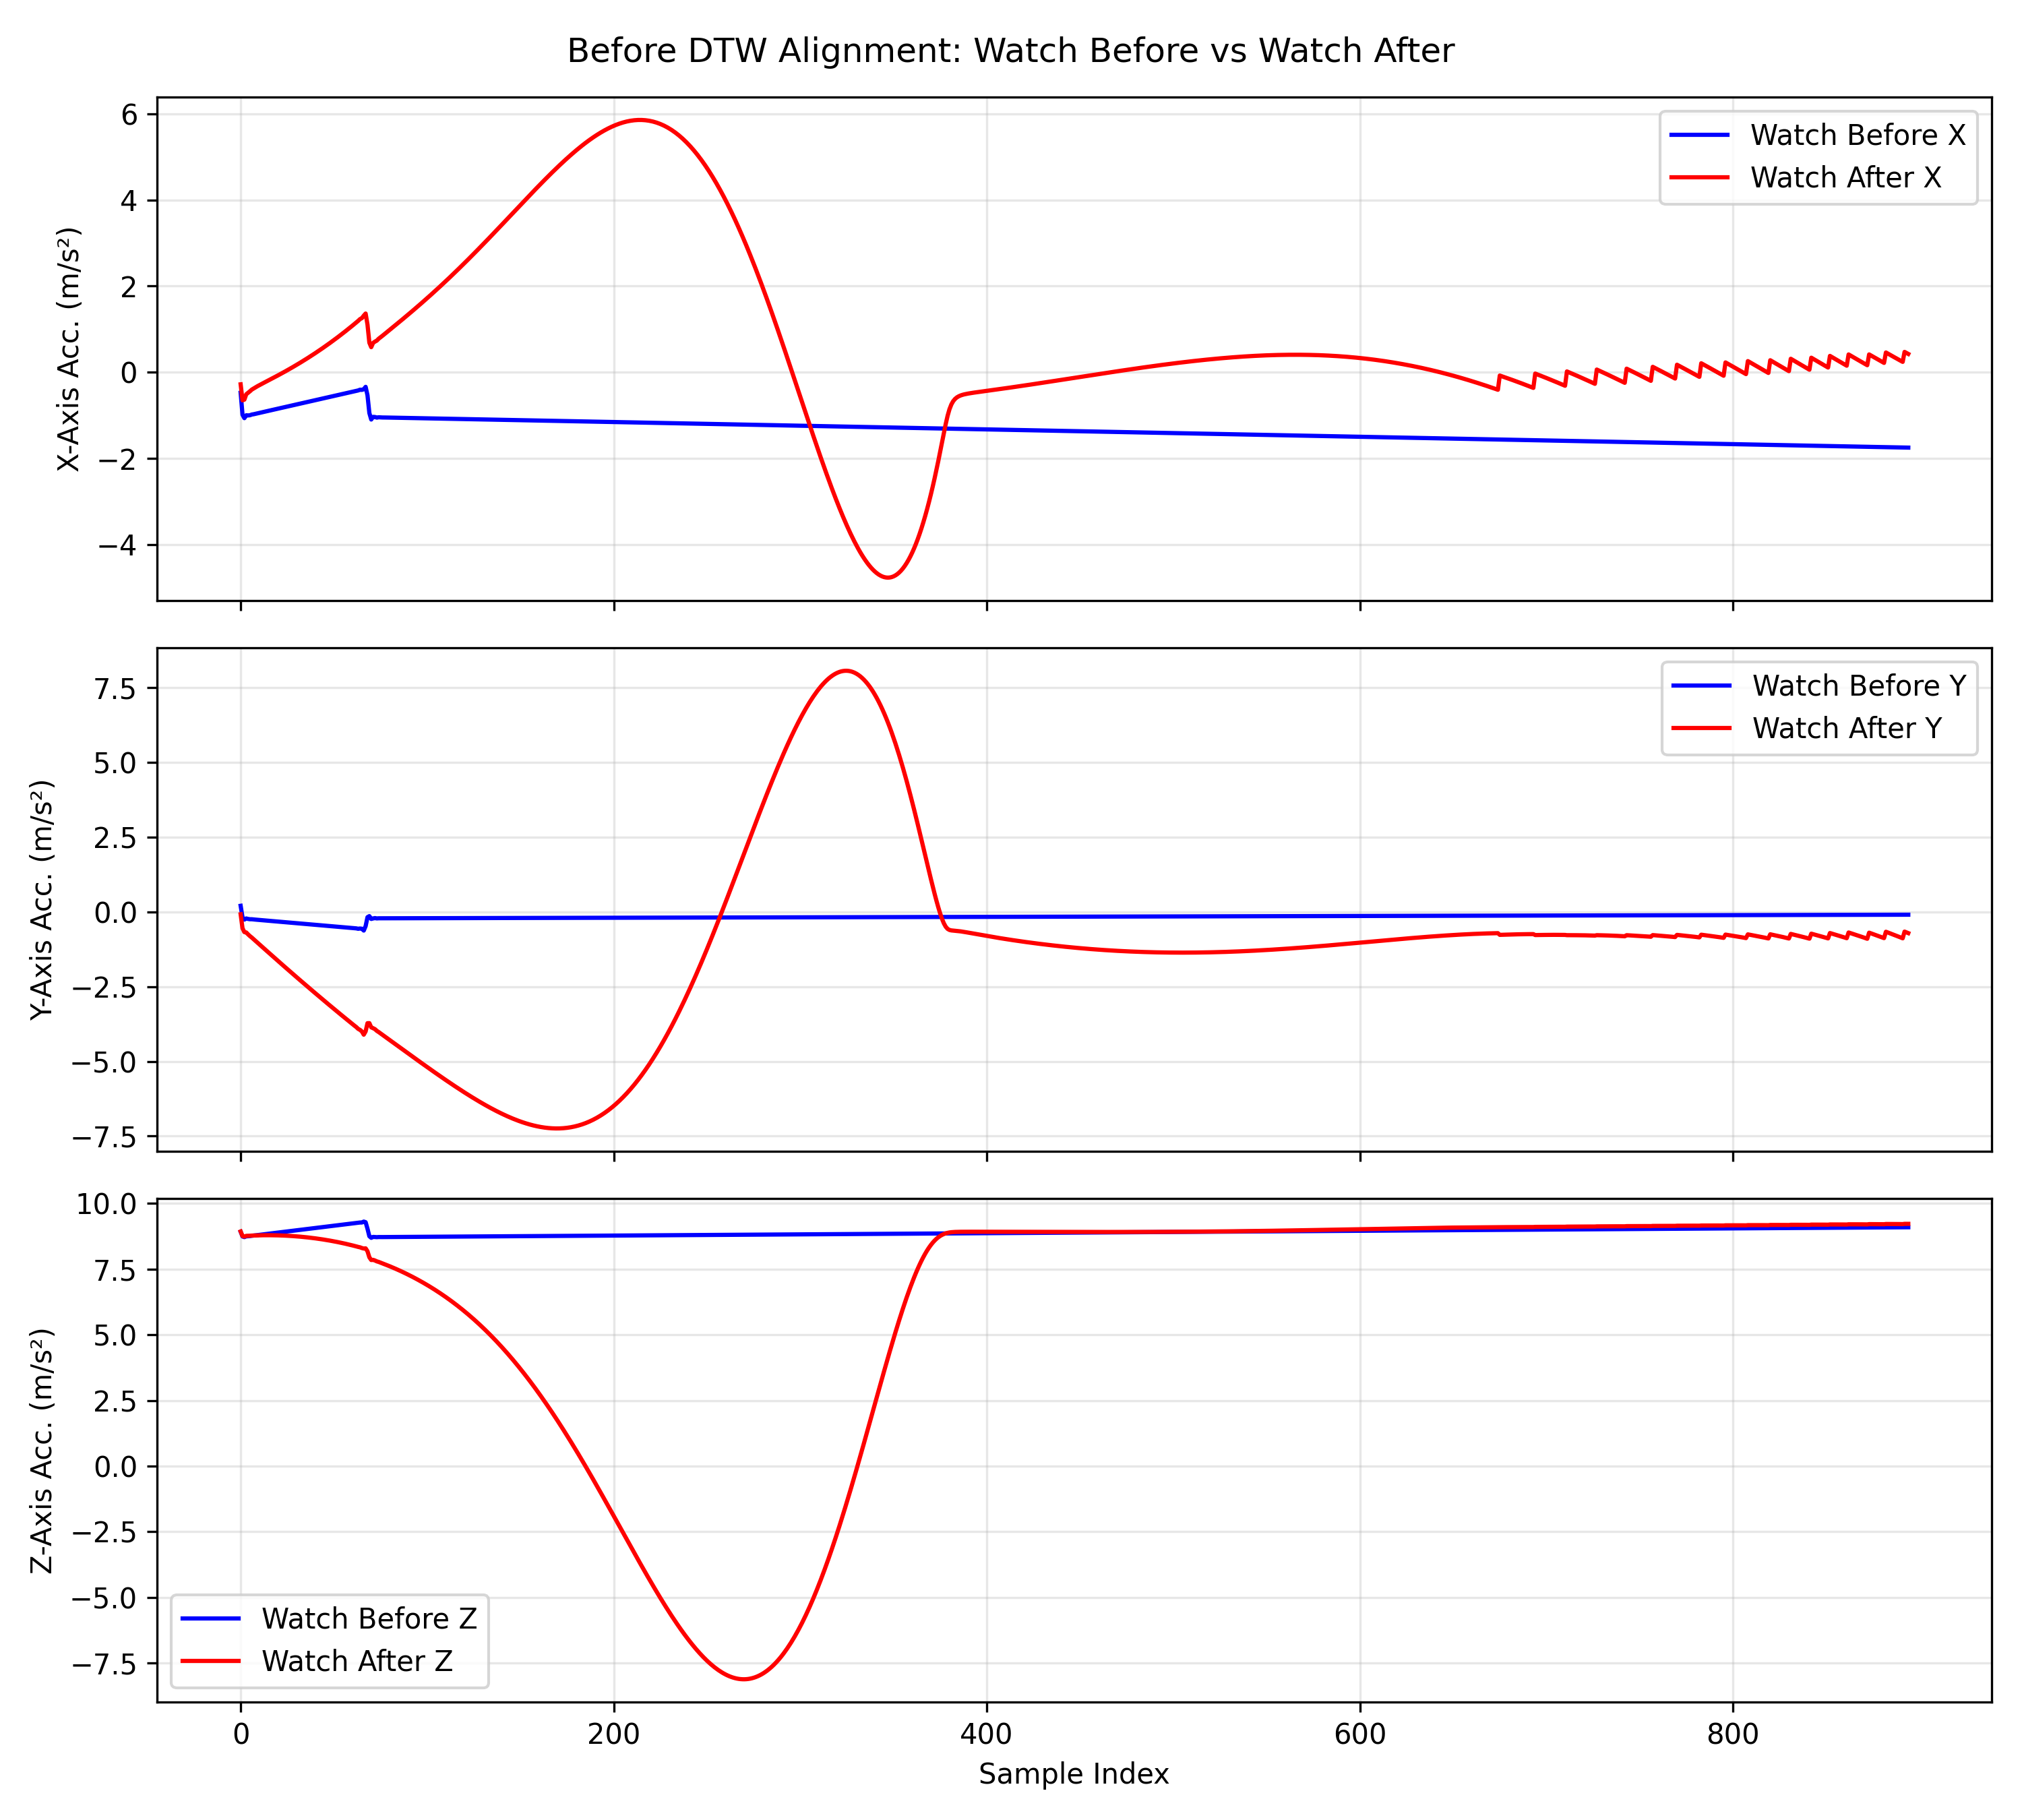 Before DTW Alignment: Watch Before vs Watch After
6
4
2
0
−2
−4
X-Axis Acc. (m/s²)
Watch Before X
Watch After X
7.5
5.0
2.5
0.0
−2.5
−5.0
−7.5
Y-Axis Acc. (m/s²)
Watch Before Y
Watch After Y
10.0
7.5
5.0
2.5
0.0
−2.5
−5.0
−7.5
Z-Axis Acc. (m/s²)
Watch Before Z
Watch After Z
0 200 400 600 800
Sample Index